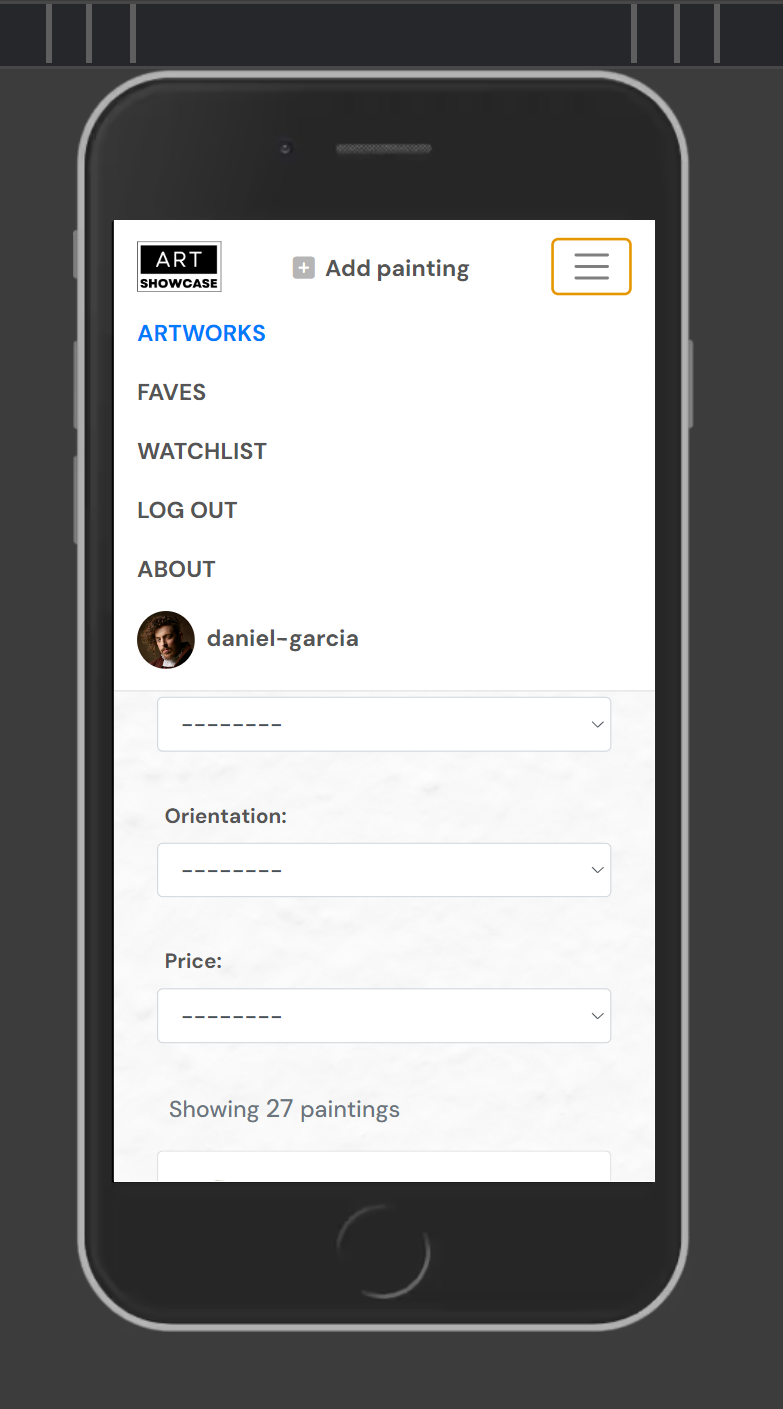 ART
SHOWCASE
Add painting
ARTWORKS
FAVES
WATCHLIST
LOG OUT
ABOUT
daniel-garcia
--------
Orientation:
--------
Price:
--------
Showing 27 paintings